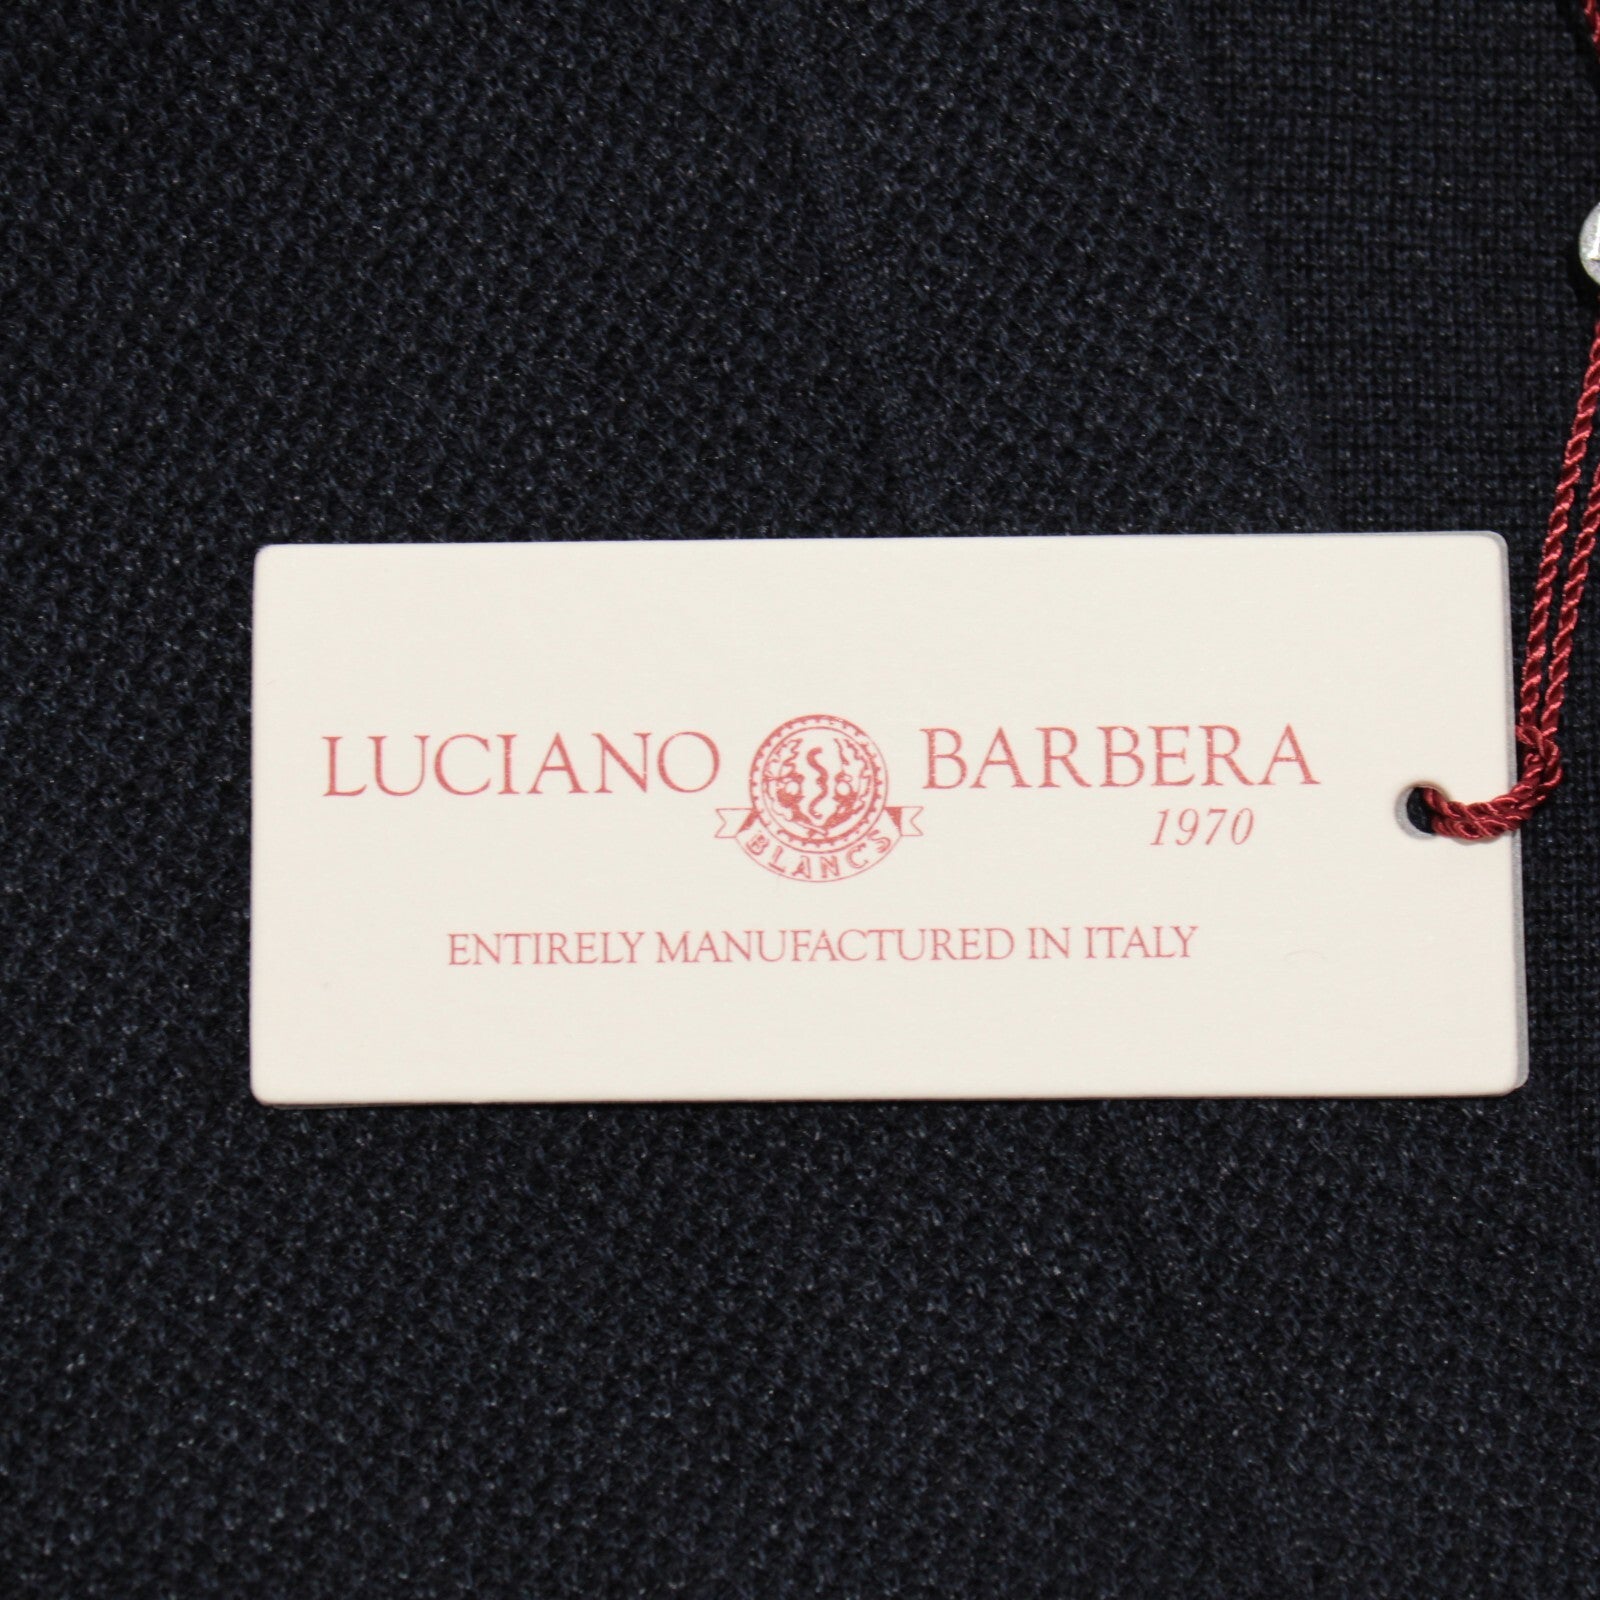 LUCIANO BARBERA
1970
BLANCS
ENTIRELY MANUFACTURED IN ITALY